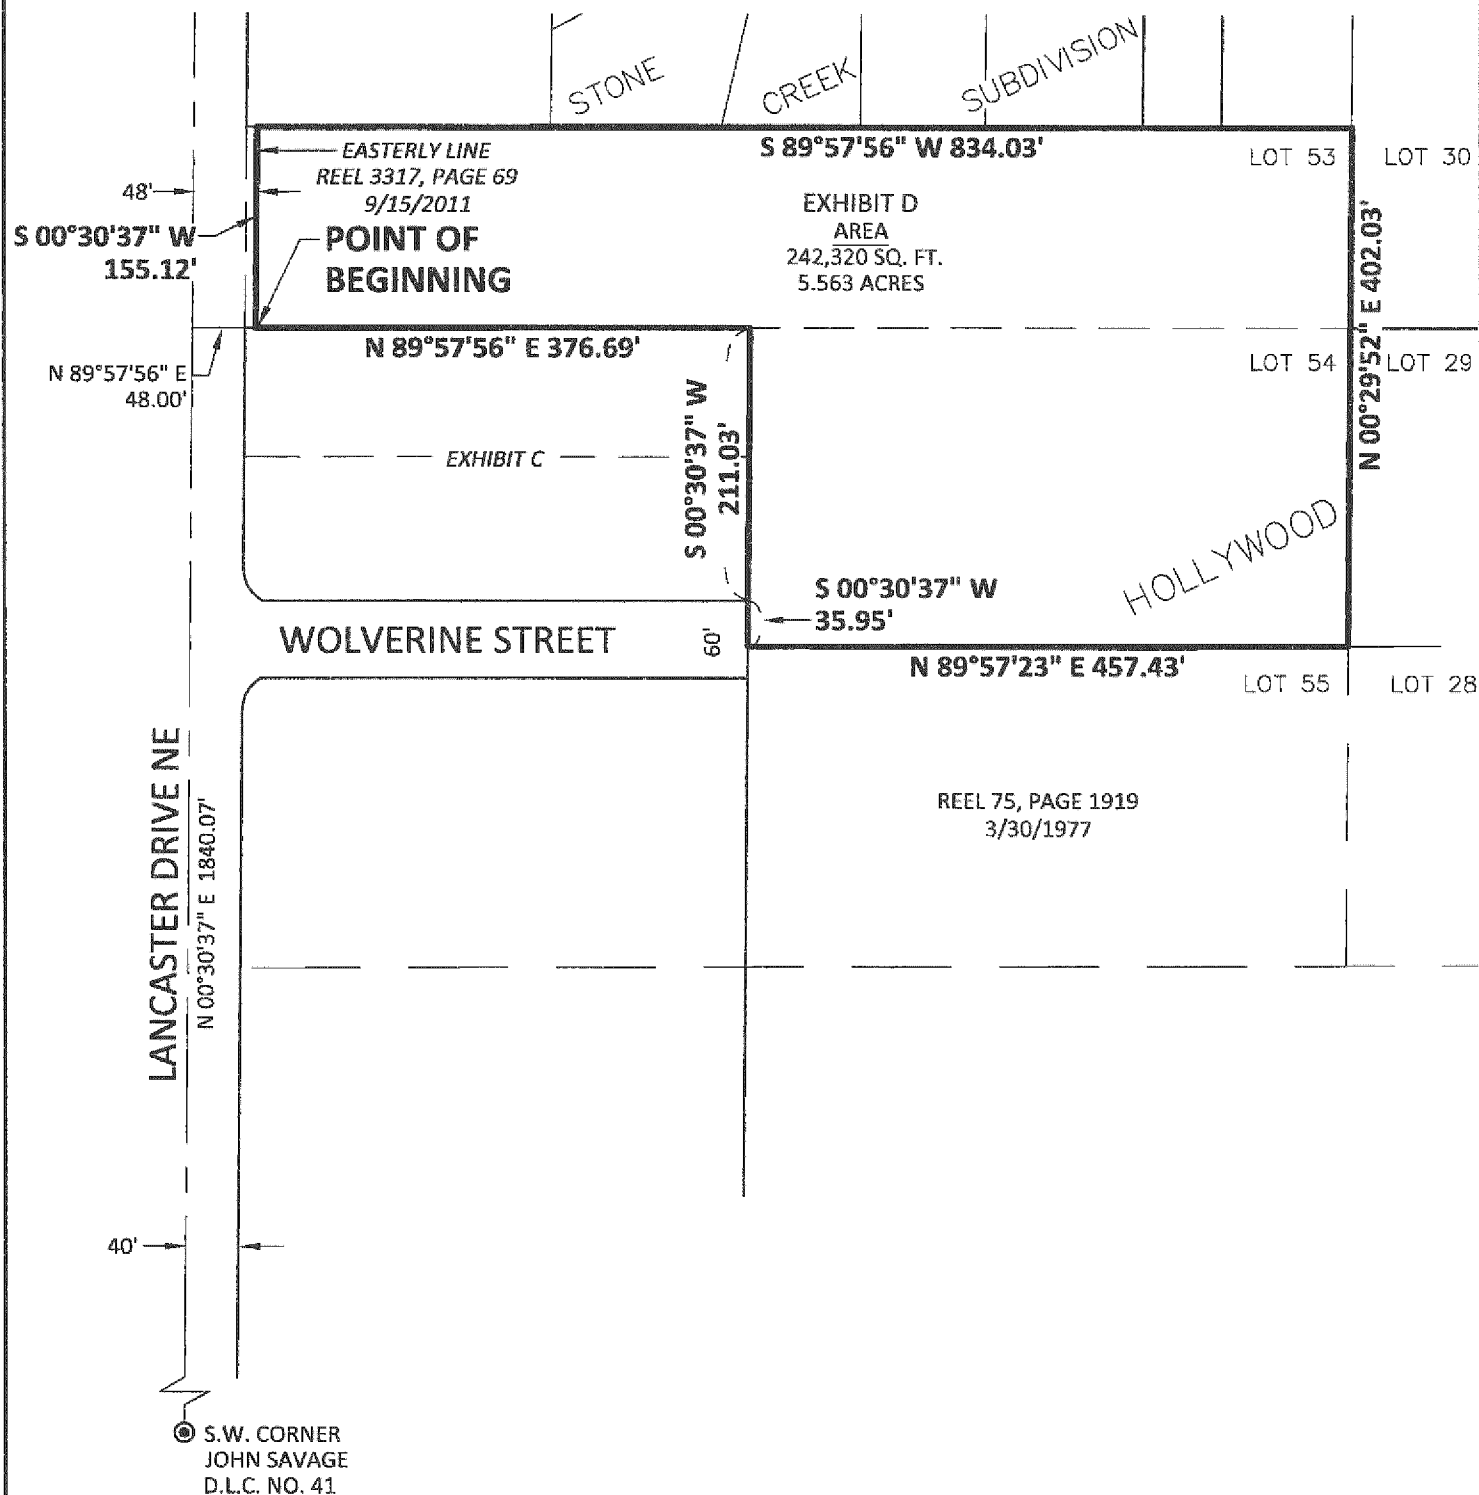 STONE CREEK SUBDIVISION
S 89°57'56" W 834.03'
LOT 53
LOT 30
EASTERLY LINE
REEL 3317, PAGE 69
9/15/2011
48'
S 00°30'37" W
155.12'
POINT OF
BEGINNING
EXHIBIT D
AREA
242,320 SQ. FT.
5.563 ACRES
N 00°29'52" E 402.03'
N 89°57'56" E 376.69'
N 89°57'56" E
48.00'
LOT 54
LOT 29
S 00°30'37" W
211.03'
EXHIBIT C
HOLLYWOOD
S 00°30'37" W
35.95'
WOLVERINE STREET
60'
N 89°57'23" E 457.43'
LOT 55
LOT 28
LANCASTER DRIVE NE
N 00°30'37" E 1840.07'
REEL 75, PAGE 1919
3/30/1977
40'
S.W. CORNER
JOHN SAVAGE
D.L.C. NO. 41